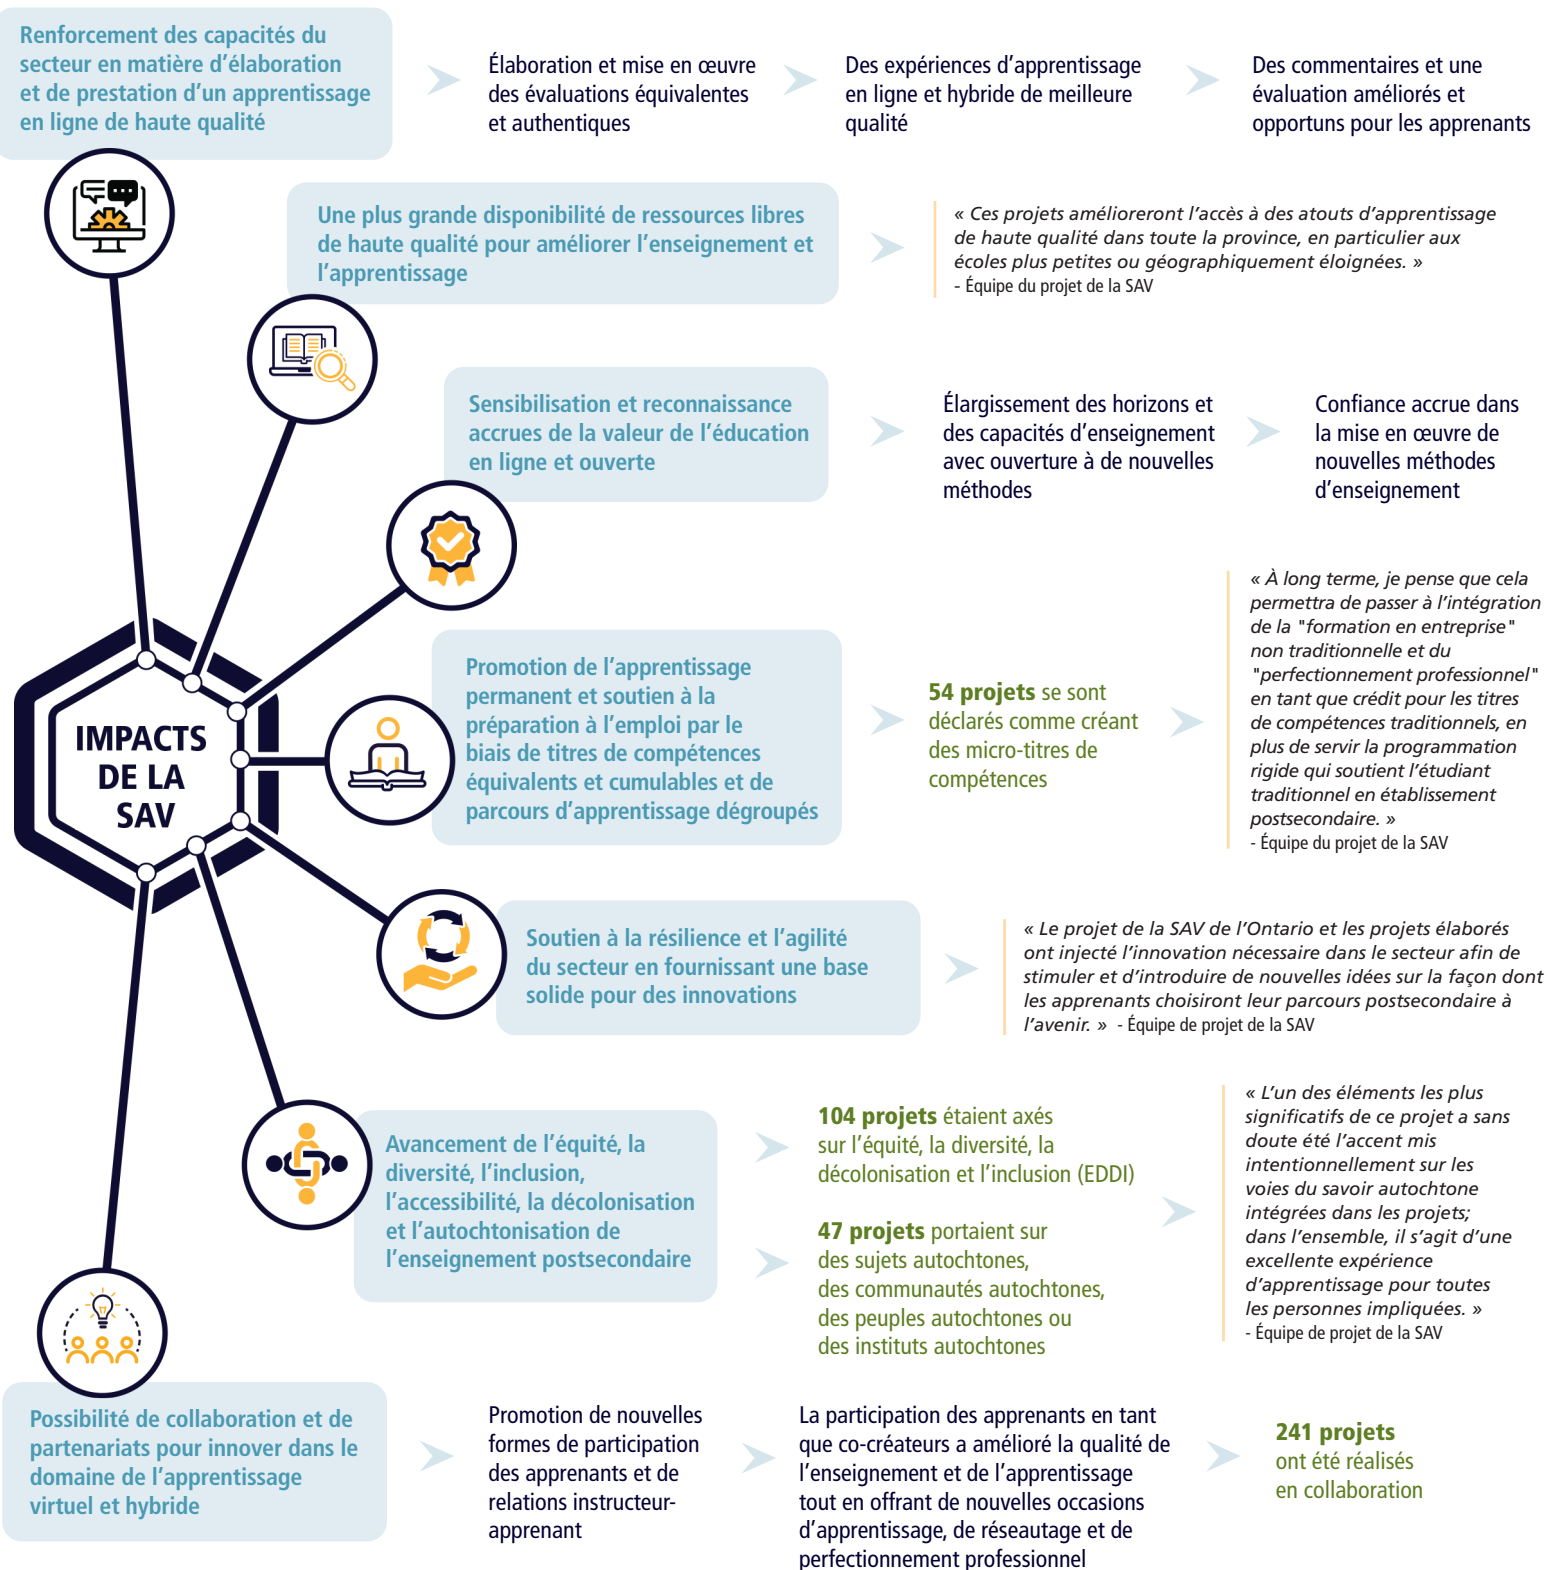 Renforcement des capacités du
secteur en matière d’élaboration
et de prestation d’un apprentissage
en ligne de haute qualité
Élaboration et mise en œuvre
des évaluations équivalentes
et authentiques
Des expériences d’apprentissage
en ligne et hybride de meilleure
qualité
Des commentaires et une
évaluation améliorés et
opportuns pour les apprenants
Une plus grande disponibilité de ressources libres
de haute qualité pour améliorer l’enseignement et
l’apprentissage
« Ces projets amélioreront l’accès à des atouts d’apprentissage
de haute qualité dans toute la province, en particulier aux
écoles plus petites ou géographiquement éloignées. »
- Équipe du projet de la SAV
Sensibilisation et reconnaissance
accrues de la valeur de l’éducation
en ligne et ouverte
Élargissement des horizons et
des capacités d’enseignement
avec ouverture à de nouvelles
méthodes
Confiance accrue dans
la mise en œuvre de
nouvelles méthodes
d’enseignement
IMPACTS
DE LA
SAV
Promotion de l’apprentissage
permanent et soutien à la
préparation à l’emploi par le
biais de titres de compétences
équivalents et cumulables et de
parcours d’apprentissage dégroupés
54 projets se sont
déclarés comme créant
des micro-titres de
compétences
« À long terme, je pense que cela
permettra de passer à l’intégration
de la "formation en entreprise"
non traditionnelle et du
"perfectionnement professionnel"
en tant que crédit pour les titres
de compétences traditionnels, en
plus de servir la programmation
rigide qui soutient l’étudiant
traditionnel en établissement
postsecondaire. »
- Équipe du projet de la SAV
Soutien à la résilience et l’agilité
du secteur en fournissant une base
solide pour des innovations
« Le projet de la SAV de l’Ontario et les projets élaborés
ont injecté l’innovation nécessaire dans le secteur afin de
stimuler et d’introduire de nouvelles idées sur la façon dont
les apprenants choisiront leur parcours postsecondaire à
l’avenir. » - Équipe de projet de la SAV
Avancement de l’équité, la
diversité, l’inclusion,
l’accessibilité, la décolonisation
et l’autochtonisation de
l’enseignement postsecondaire
104 projets étaient axés
sur l’équité, la diversité, la
décolonisation et l’inclusion (EDDI)
47 projets portaient sur
des sujets autochtones,
des communautés autochtones,
des peuples autochtones ou
des instituts autochtones
« L’un des éléments les plus
significatifs de ce projet a sans
doute été l’accent mis
intentionnellement sur les
voies du savoir autochtone
intégrées dans les projets;
dans l’ensemble, il s’agit d’une
excellente expérience
d’apprentissage pour toutes
les personnes impliquées. »
- Équipe de projet de la SAV
Possibilité de collaboration et de
partenariats pour innover dans le
domaine de l’apprentissage
virtuel et hybride
Promotion de nouvelles
formes de participation
des apprenants et de
relations instructeur-
apprenant
La participation des apprenants en tant
que co-créateurs a amélioré la qualité de
l’enseignement et de l’apprentissage
tout en offrant de nouvelles occasions
d’apprentissage, de réseautage et de
perfectionnement professionnel
241 projets
ont été réalisés
en collaboration